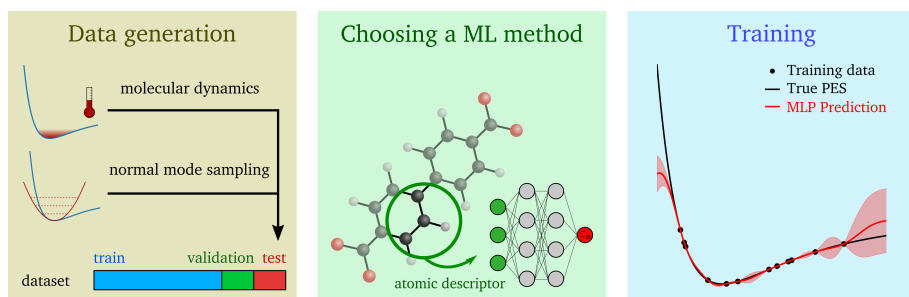 Data generation
molecular dynamics
normal mode sampling
train
validation
test
dataset
Choosing a ML method
atomic descriptor
Training
Training data
True PES
MLP Prediction